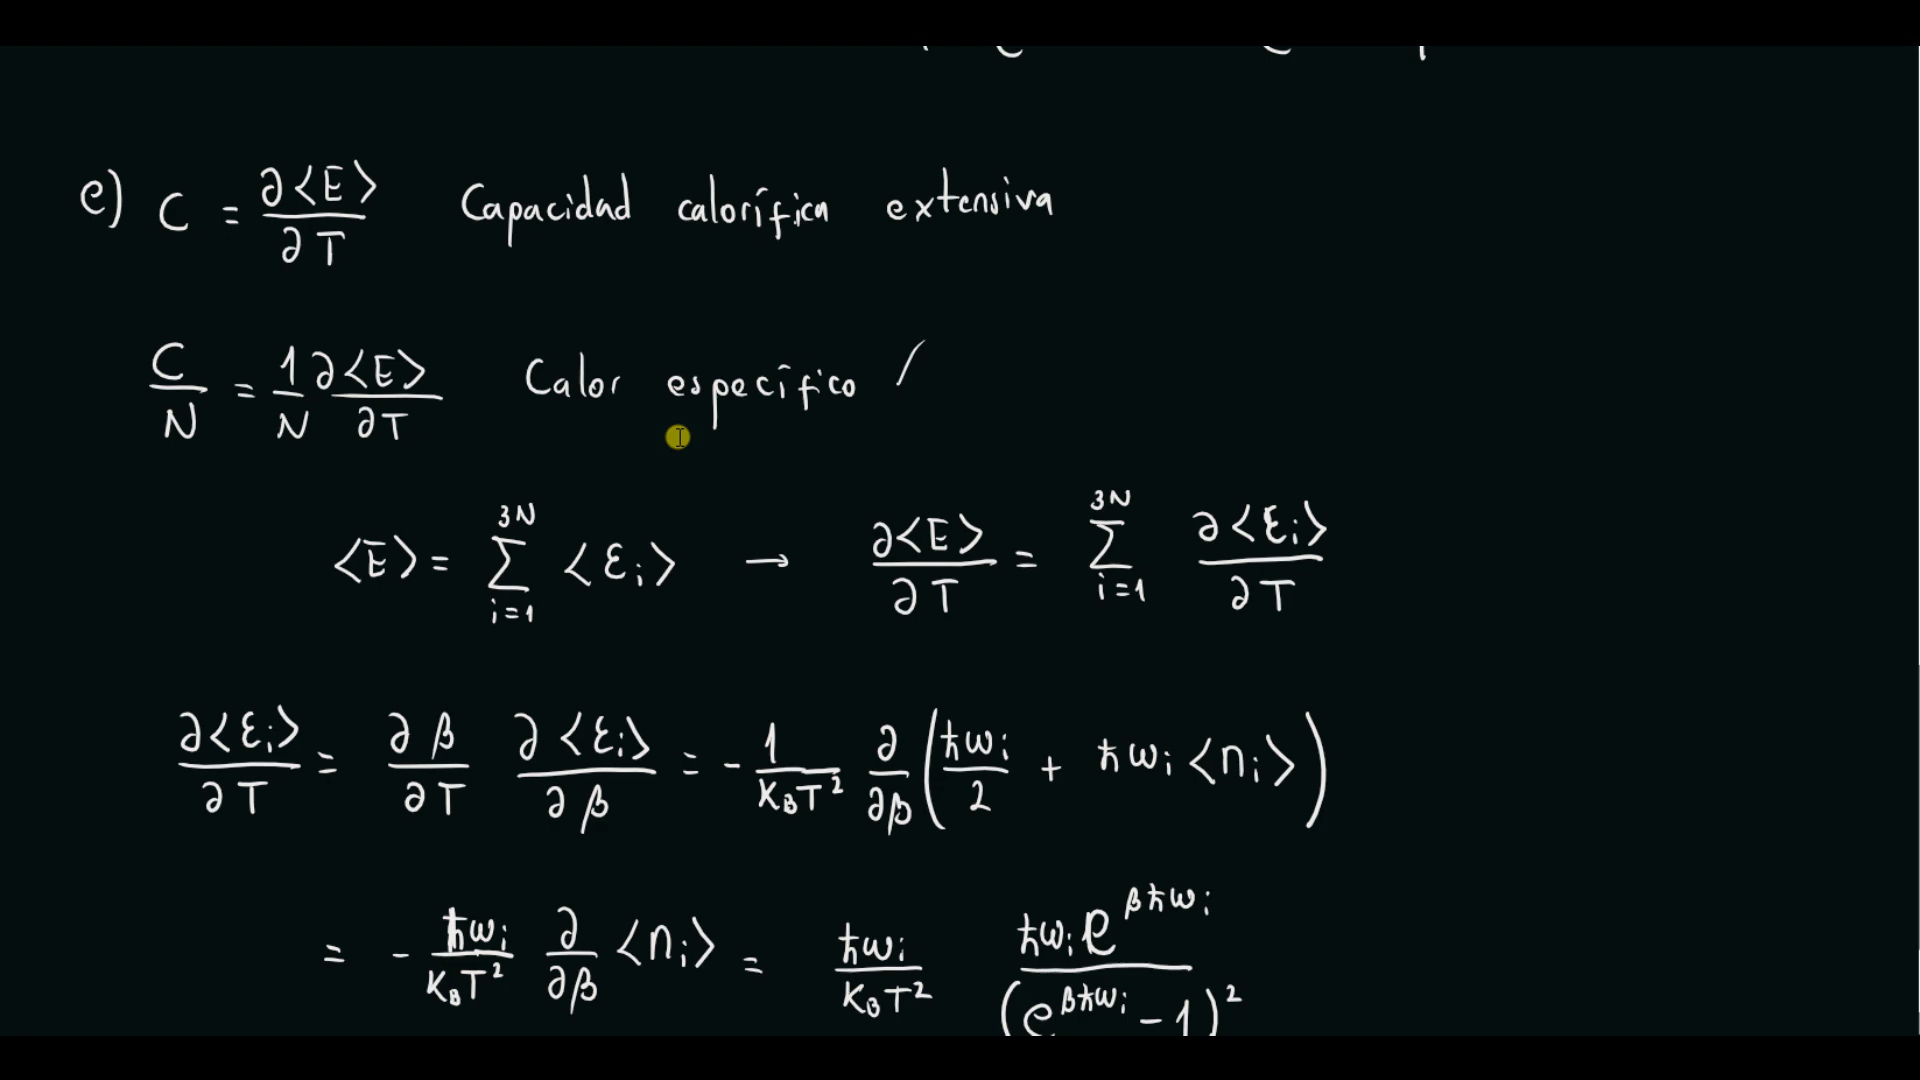 e) C = ∂<E>/∂T Capacidad calorífica extensiva
C/N = 1/N ∂<E>/∂T Calor específico /
<E> = Σ_{i=1}^{3N} <ε_i> → ∂<E>/∂T = Σ_{i=1}^{3N} ∂<ε_i>/∂T
∂<ε_i>/∂T = ∂β/∂T ∂<ε_i>/∂β = - 1/(K_B T²) ∂/∂β (ħω_i/2 + ħω_i <n_i>)
= - ħω_i/(K_B T²) ∂/∂β <n_i> = ħω_i/(K_B T²) ħω_i e^{βħω_i}/(e^{βħω_i} - 1)²